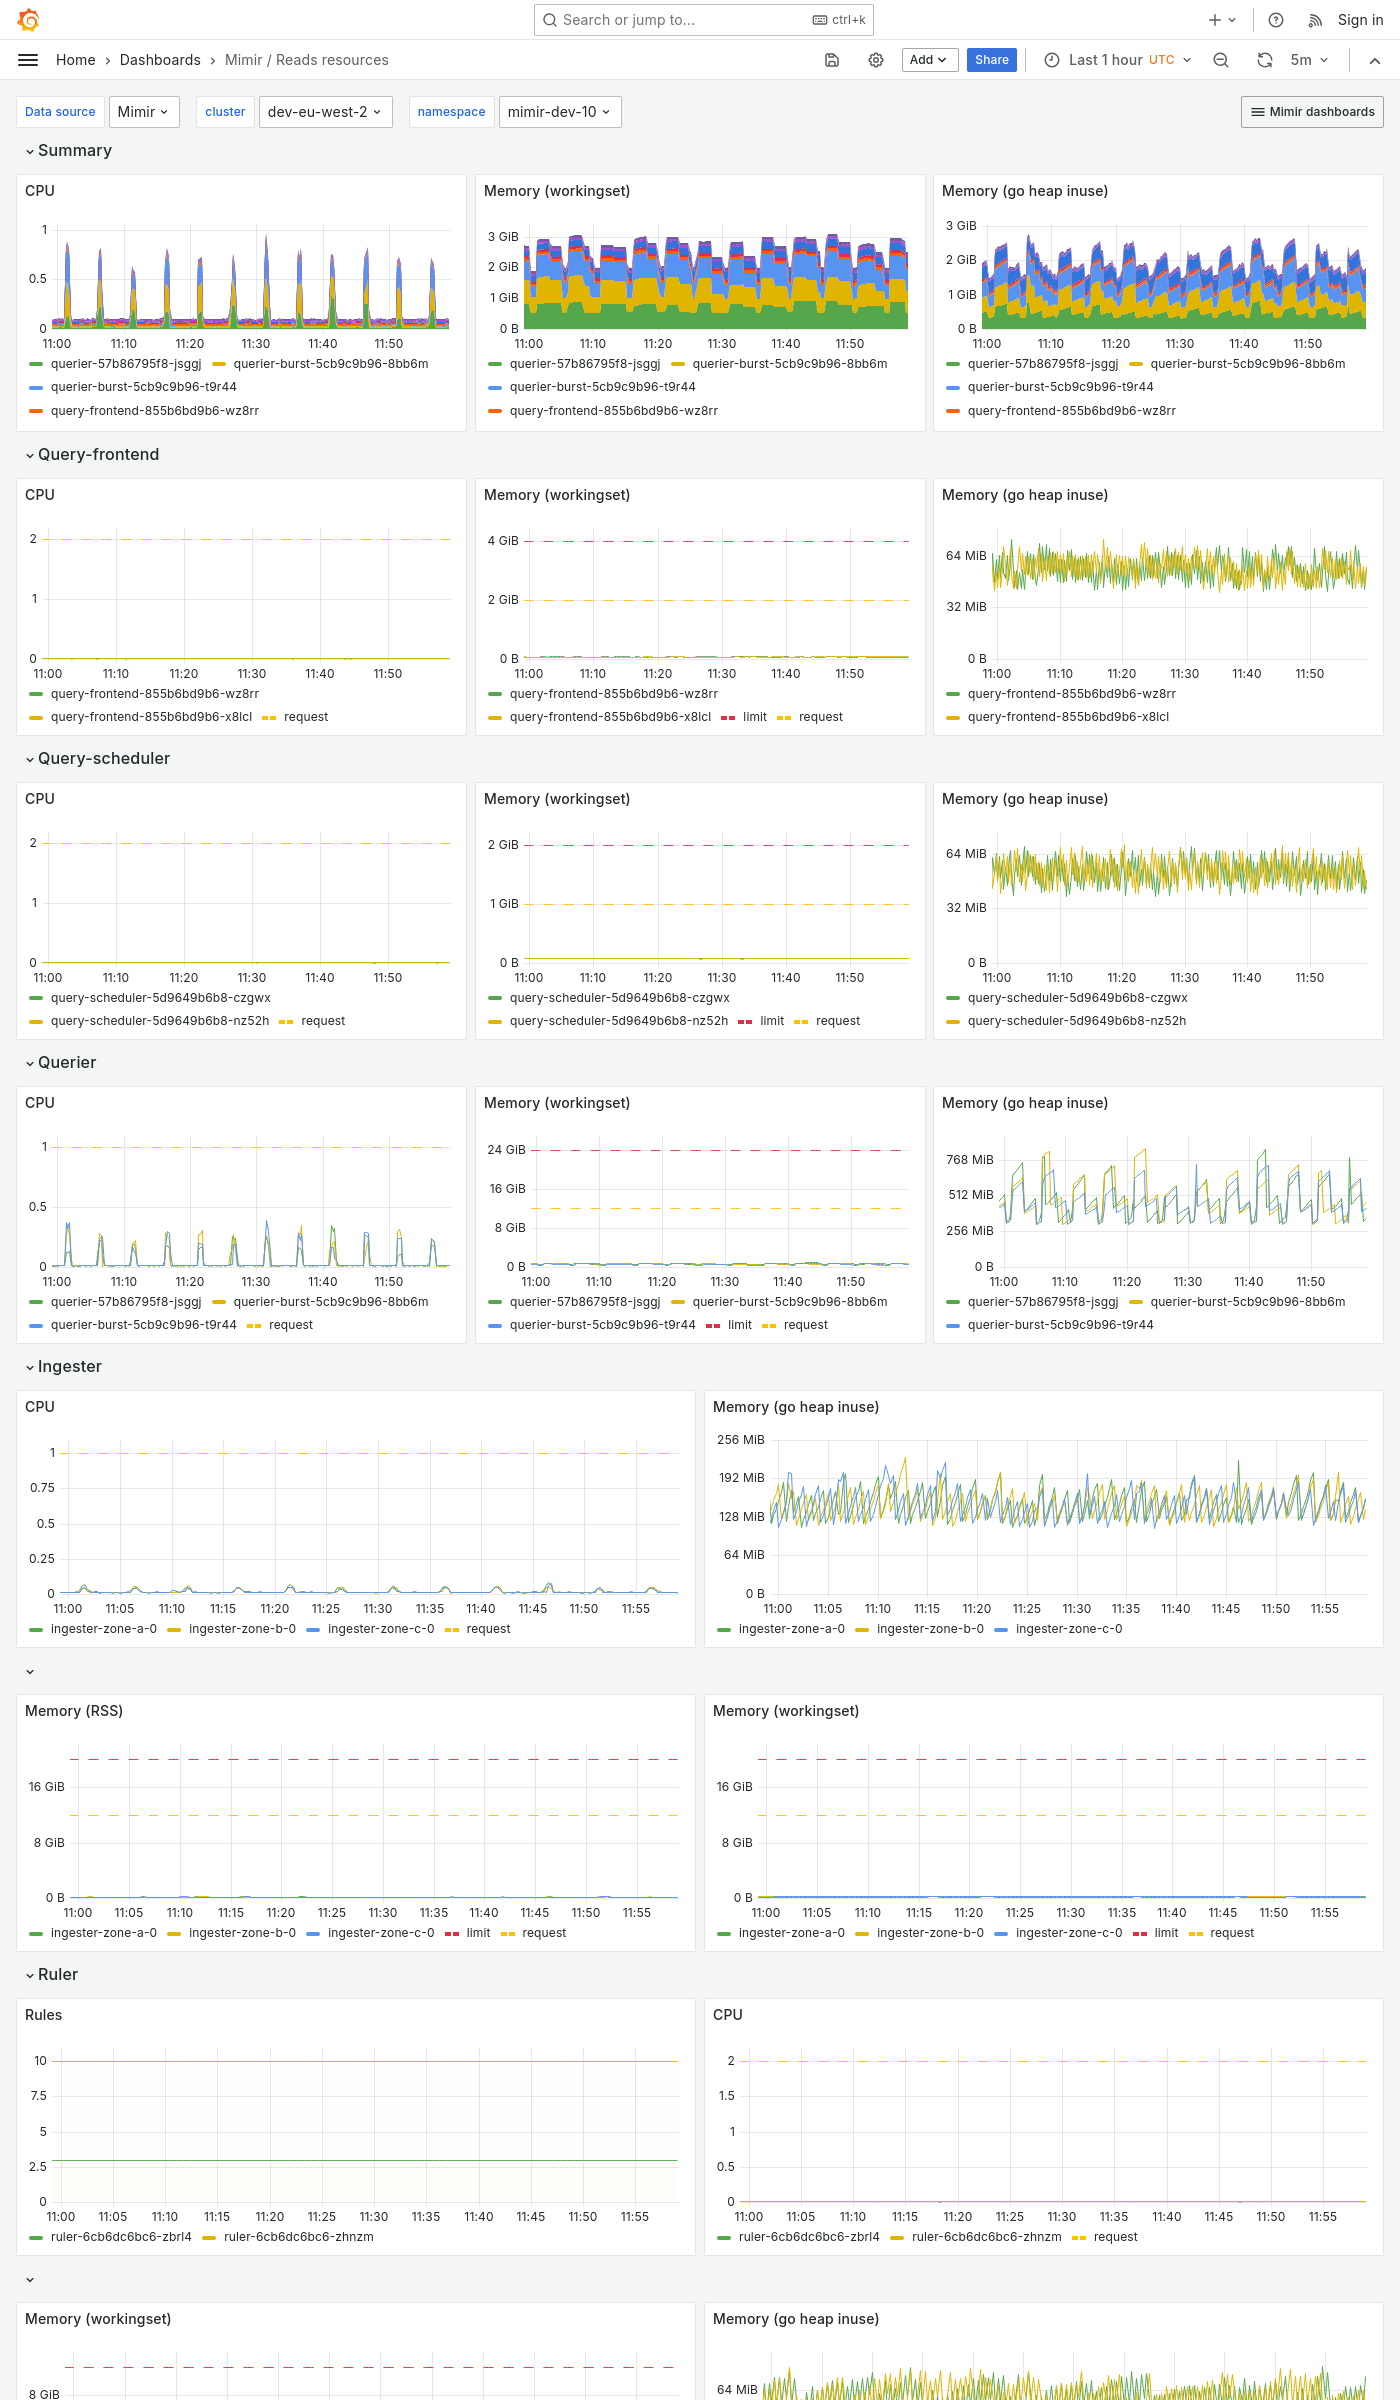 Search or jump to... ctrl+k Sign in
Home Dashboards Mimir / Reads resources Add Share Last 1 hour UTC 5m
Data source Mimir cluster dev-eu-west-2 namespace mimir-dev-10 Mimir dashboards
Summary
CPU
1
0.5
0
11:00 11:10 11:20 11:30 11:40 11:50
querier-57b86795f8-jsggj querier-burst-5cb9c9b96-8bb6m
querier-burst-5cb9c9b96-t9r44
query-frontend-855b6bd9b6-wz8rr
Memory (workingset)
3 GiB
2 GiB
1 GiB
0 B
11:00 11:10 11:20 11:30 11:40 11:50
querier-57b86795f8-jsggj querier-burst-5cb9c9b96-8bb6m
querier-burst-5cb9c9b96-t9r44
query-frontend-855b6bd9b6-wz8rr
Memory (go heap inuse)
3 GiB
2 GiB
1 GiB
0 B
11:00 11:10 11:20 11:30 11:40 11:50
querier-57b86795f8-jsggj querier-burst-5cb9c9b96-8bb6m
querier-burst-5cb9c9b96-t9r44
query-frontend-855b6bd9b6-wz8rr
Query-frontend
CPU
2
1
0
11:00 11:10 11:20 11:30 11:40 11:50
query-frontend-855b6bd9b6-wz8rr
query-frontend-855b6bd9b6-x8lcl request
Memory (workingset)
4 GiB
2 GiB
0 B
11:00 11:10 11:20 11:30 11:40 11:50
query-frontend-855b6bd9b6-wz8rr
query-frontend-855b6bd9b6-x8lcl limit request
Memory (go heap inuse)
64 MiB
32 MiB
0 B
11:00 11:10 11:20 11:30 11:40 11:50
query-frontend-855b6bd9b6-wz8rr
query-frontend-855b6bd9b6-x8lcl
Query-scheduler
CPU
2
1
0
11:00 11:10 11:20 11:30 11:40 11:50
query-scheduler-5d9649b6b8-czgwx
query-scheduler-5d9649b6b8-nz52h request
Memory (workingset)
2 GiB
1 GiB
0 B
11:00 11:10 11:20 11:30 11:40 11:50
query-scheduler-5d9649b6b8-czgwx
query-scheduler-5d9649b6b8-nz52h limit request
Memory (go heap inuse)
64 MiB
32 MiB
0 B
11:00 11:10 11:20 11:30 11:40 11:50
query-scheduler-5d9649b6b8-czgwx
query-scheduler-5d9649b6b8-nz52h
Querier
CPU
1
0.5
0
11:00 11:10 11:20 11:30 11:40 11:50
querier-57b86795f8-jsggj querier-burst-5cb9c9b96-8bb6m
querier-burst-5cb9c9b96-t9r44 request
Memory (workingset)
24 GiB
16 GiB
8 GiB
0 B
11:00 11:10 11:20 11:30 11:40 11:50
querier-57b86795f8-jsggj querier-burst-5cb9c9b96-8bb6m
querier-burst-5cb9c9b96-t9r44 limit request
Memory (go heap inuse)
768 MiB
512 MiB
256 MiB
0 B
11:00 11:10 11:20 11:30 11:40 11:50
querier-57b86795f8-jsggj querier-burst-5cb9c9b96-8bb6m
querier-burst-5cb9c9b96-t9r44
Ingester
CPU
1
0.75
0.5
0.25
0
11:00 11:05 11:10 11:15 11:20 11:25 11:30 11:35 11:40 11:45 11:50 11:55
ingester-zone-a-0 ingester-zone-b-0 ingester-zone-c-0 request
Memory (go heap inuse)
256 MiB
192 MiB
128 MiB
64 MiB
0 B
11:00 11:05 11:10 11:15 11:20 11:25 11:30 11:35 11:40 11:45 11:50 11:55
ingester-zone-a-0 ingester-zone-b-0 ingester-zone-c-0
Memory (RSS)
16 GiB
8 GiB
0 B
11:00 11:05 11:10 11:15 11:20 11:25 11:30 11:35 11:40 11:45 11:50 11:55
ingester-zone-a-0 ingester-zone-b-0 ingester-zone-c-0 limit request
Memory (workingset)
16 GiB
8 GiB
0 B
11:00 11:05 11:10 11:15 11:20 11:25 11:30 11:35 11:40 11:45 11:50 11:55
ingester-zone-a-0 ingester-zone-b-0 ingester-zone-c-0 limit request
Ruler
Rules
10
7.5
5
2.5
0
11:00 11:05 11:10 11:15 11:20 11:25 11:30 11:35 11:40 11:45 11:50 11:55
ruler-6cb6dc6bc6-zbrl4 ruler-6cb6dc6bc6-zhnzm
CPU
2
1.5
1
0.5
0
11:00 11:05 11:10 11:15 11:20 11:25 11:30 11:35 11:40 11:45 11:50 11:55
ruler-6cb6dc6bc6-zbrl4 ruler-6cb6dc6bc6-zhnzm request
Memory (workingset)
8 GiB
Memory (go heap inuse)
64 MiB